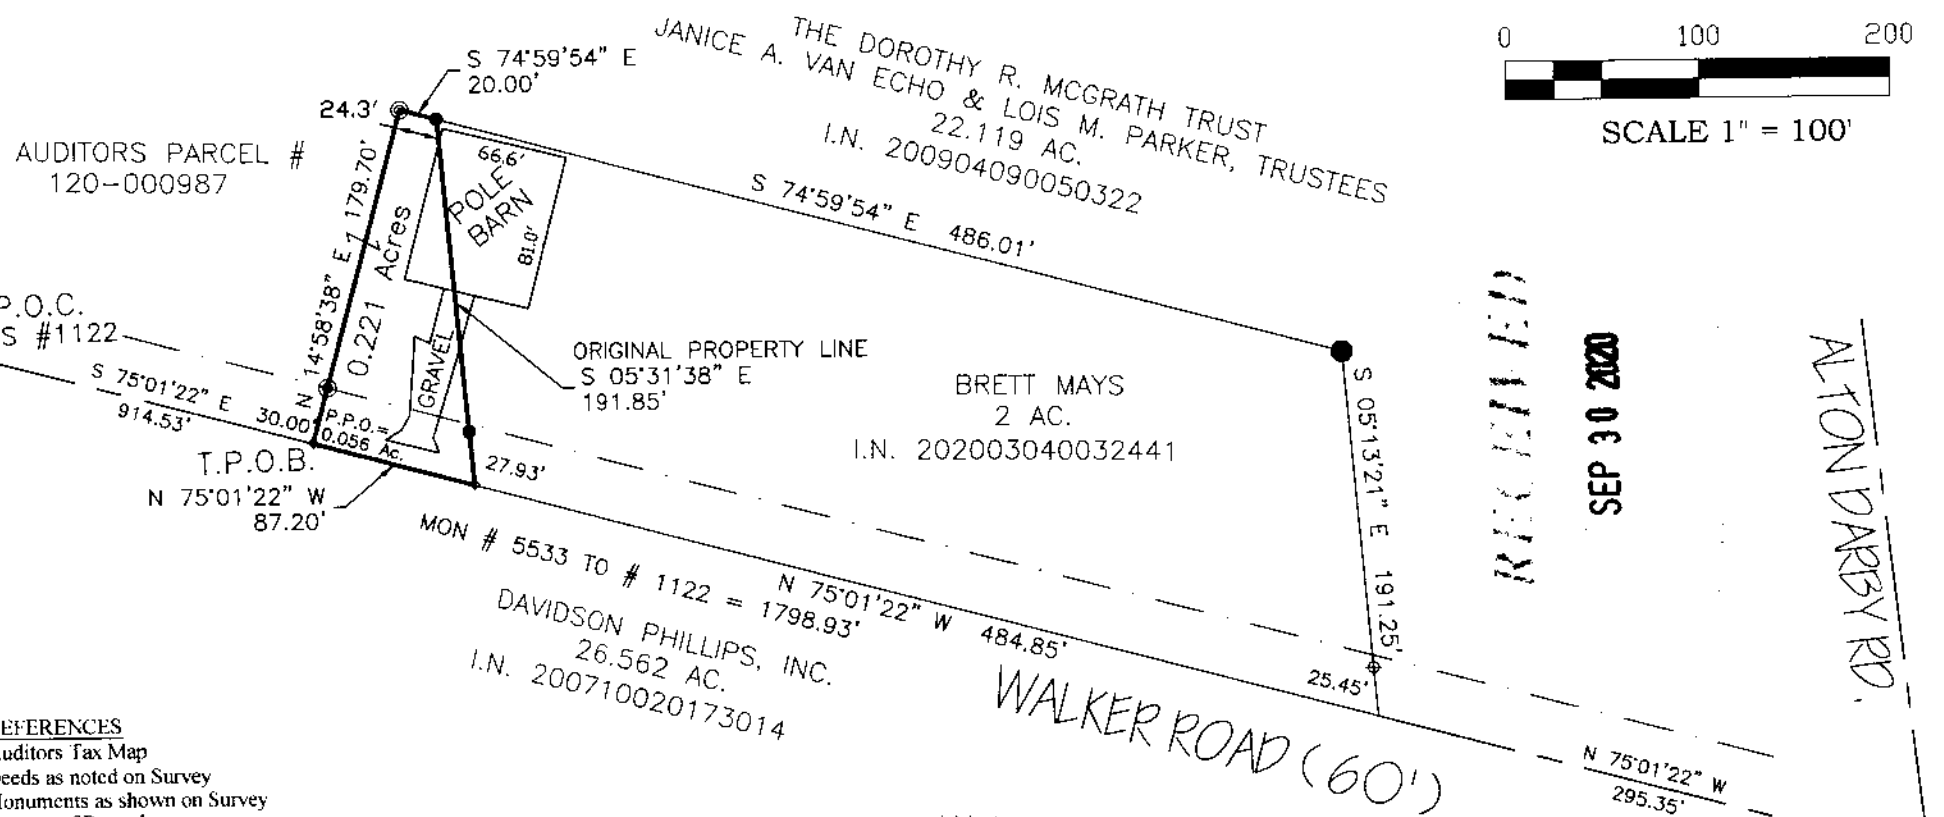 0 100 200
SCALE 1" = 100'
THE DOROTHY R. MCGRATH TRUST
JANICE A. VAN ECHO & LOIS M. PARKER, TRUSTEES
22.119 AC.
I.N. 200904090050322
S 74°59'54" E
20.00'
24.3'
AUDITORS PARCEL #
120-000987
66.6'
POLE
BARN
81.0'
S 74°59'54" E 486.01'
N 14°58'38" E 179.70'
0.221 Acres
P.O.C.
S #1122
S 75°01'22" E
914.53'
30.00'
P.P.O.=
0.056 Ac.
GRAVEL
ORIGINAL PROPERTY LINE
S 05°31'38" E
191.85'
BRETT MAYS
2 AC.
I.N. 202003040032441
S 05°13'21" E 191.25'
RECEIVED
SEP 30 2020
ALTON DARBY RD.
T.P.O.B.
N 75°01'22" W
87.20'
27.93'
MON # 5533 TO # 1122 = 1798.93'
N 75°01'22" W 484.85'
DAVIDSON PHILLIPS, INC.
26.562 AC.
I.N. 200710020173014
25.45'
WALKER ROAD (60')
N 75°01'22" W
295.35'
EFERENCES
uditors Tax Map
eeds as noted on Survey
onuments as shown on Survey